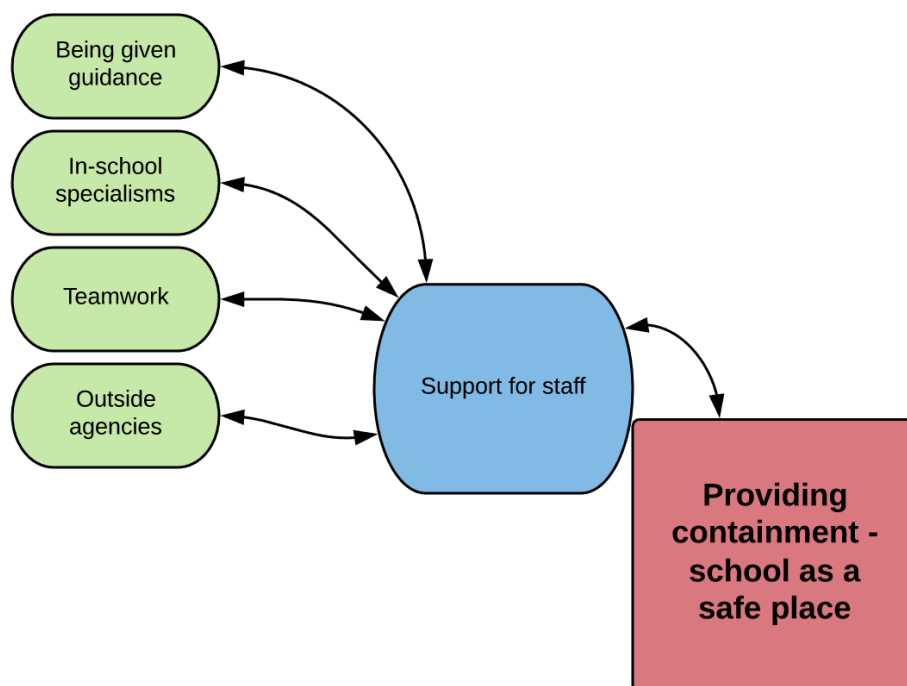 Being given
guidance
In-school
specialisms
Teamwork
Outside
agencies
Support for staff
Providing
containment -
school as a
safe place